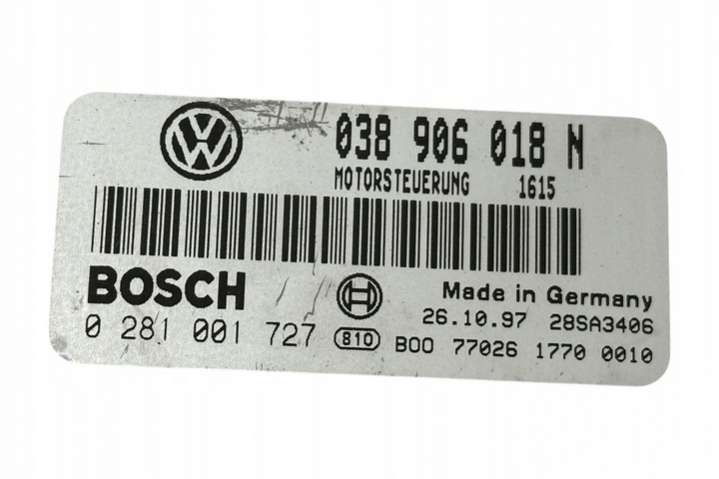 VW
038 906 018 N
MOTORSTEUERUNG 1615
BOSCH
Made in Germany
26.10.97 28SA3406
0 281 001 727 810 B00 77026 1770 0010